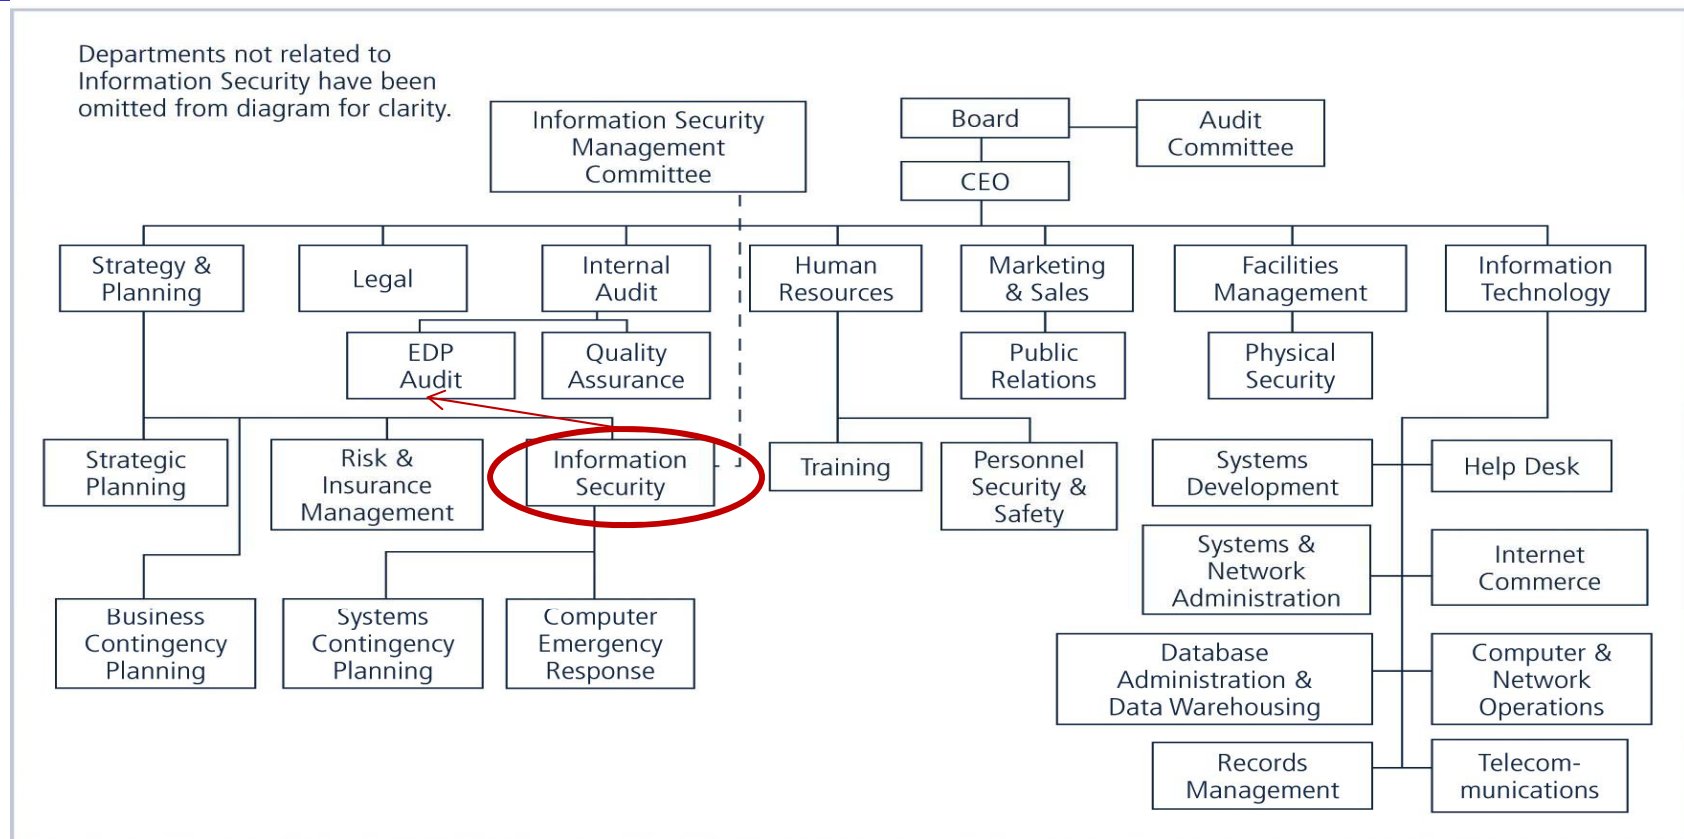 Departments not related to
Information Security have been
omitted from diagram for clarity.
Information Security
Management
Committee
Board
Audit
Committee
CEO
Strategy &
Planning
Legal
Internal
Audit
Human
Resources
Marketing
& Sales
Facilities
Management
Information
Technology
EDP
Audit
Quality
Assurance
Public
Relations
Physical
Security
Strategic
Planning
Risk &
Insurance
Management
Information
Security
Training
Personnel
Security &
Safety
Systems
Development
Help Desk
Systems &
Network
Administration
Internet
Commerce
Business
Contingency
Planning
Systems
Contingency
Planning
Computer
Emergency
Response
Database
Administration &
Data Warehousing
Computer &
Network
Operations
Records
Management
Telecom-
munications